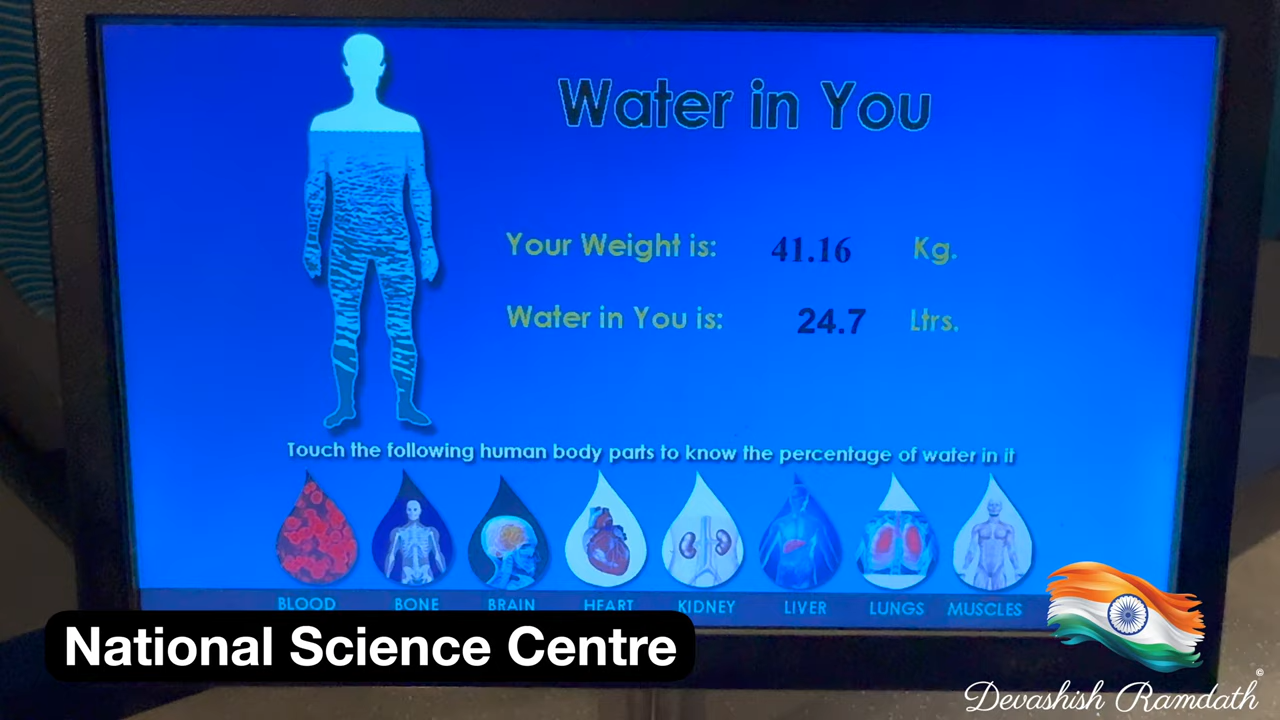 Water in You
Your Weight is: 41.16 Kg.
Water in You is: 24.7 Ltrs.
Touch the following human body parts to know the percentage of water in it
BLOOD BONE BRAIN HEART KIDNEY LIVER LUNGS MUSCLES
National Science Centre
©
Devashish Ramdath